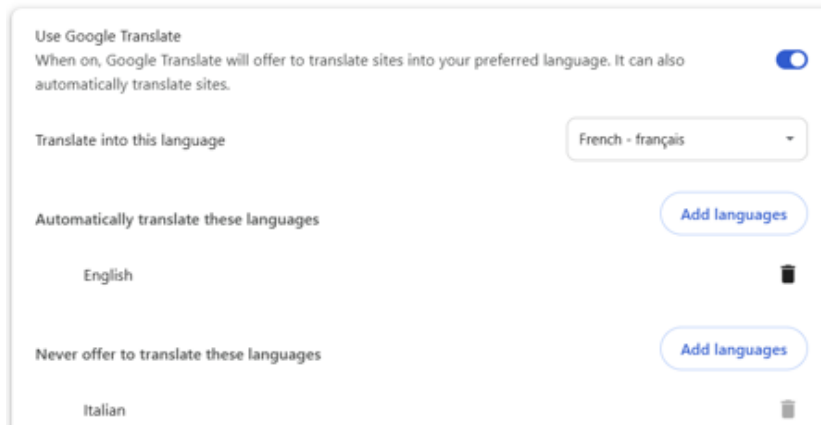 Use Google Translate
When on, Google Translate will offer to translate sites into your preferred language. It can also
automatically translate sites.
Translate into this language
French - français
Automatically translate these languages
Add languages
English
Never offer to translate these languages
Add languages
Italian